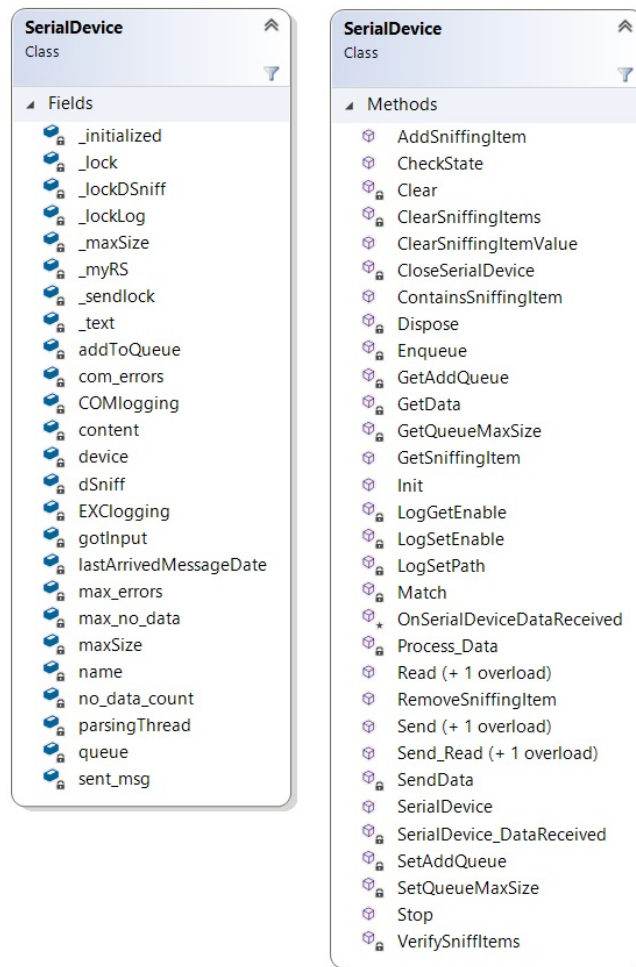 SerialDevice
Class
Fields
_initialized
_lock
_lockDSniff
_lockLog
_maxSize
_myRS
_sendlock
_text
addToQueue
com_errors
COMlogging
content
device
dSniff
EXClogging
gotInput
lastArrivedMessageDate
max_errors
max_no_data
maxSize
name
no_data_count
parsingThread
queue
sent_msg
SerialDevice
Class
Methods
AddSniffingItem
CheckState
Clear
ClearSniffingItems
ClearSniffingItemValue
CloseSerialDevice
ContainsSniffingItem
Dispose
Enqueue
GetAddQueue
GetData
GetQueueMaxSize
GetSniffingItem
Init
LogGetEnable
LogSetEnable
LogSetPath
Match
OnSerialDeviceDataReceived
Process_Data
Read (+ 1 overload)
RemoveSniffingItem
Send (+ 1 overload)
Send_Read (+ 1 overload)
SendData
SerialDevice
SerialDevice_DataReceived
SetAddQueue
SetQueueMaxSize
Stop
VerifySniffItems